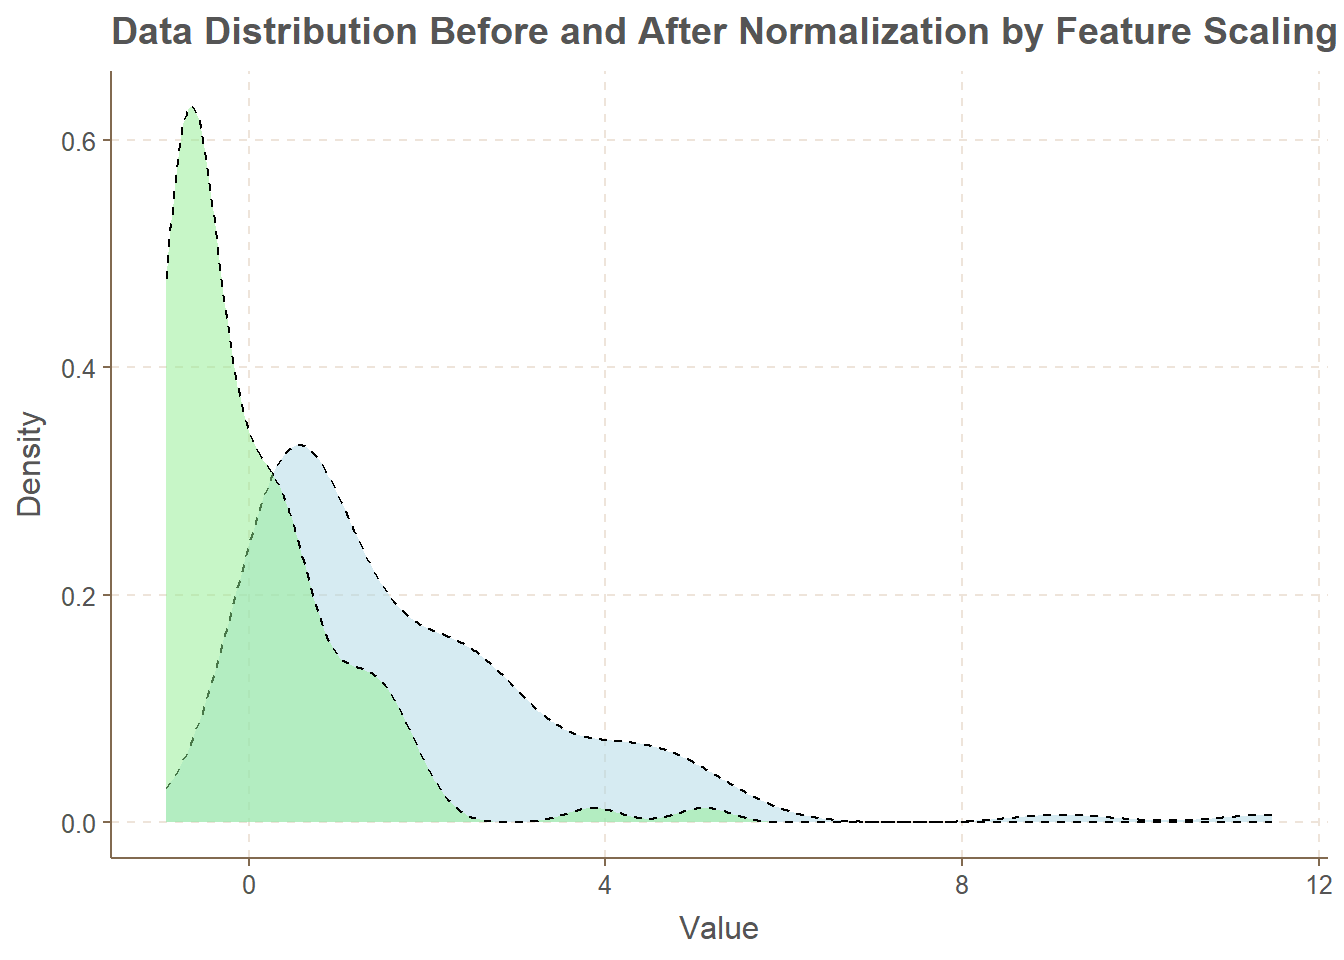 Data Distribution Before and After Normalization by Feature Scaling
0.6
0.4
0.2
0.0
Density
0 4 8 12
Value